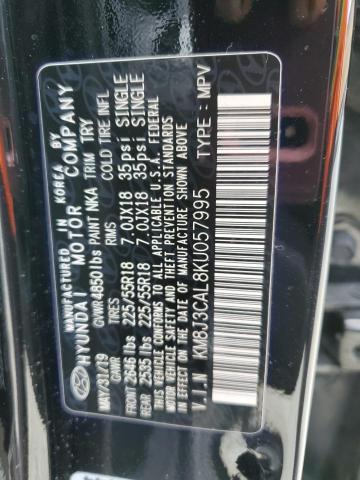 MANUFACTURED IN KOREA BY
HYUNDAI MOTOR COMPANY
MAY/31/19 GVWR 4850 lbs PAINT NKA TRIM TRY
GAWR TIRES RIMS COLD TIRE INFL
FRONT 2646 lbs 225/55R18 7.0JX18 35psi SINGLE
REAR 2535 lbs 225/55R18 7.0JX18 35psi SINGLE
THIS VEHICLE CONFORMS TO ALL APPLICABLE U.S.A. FEDERAL
MOTOR VEHICLE SAFETY, BUMPER, AND THEFT PREVENTION STANDARDS
IN EFFECT ON THE DATE OF MANUFACTURE SHOWN ABOVE.
V.I.N : KM8J3CAL8KU057995 TYPE : MPV